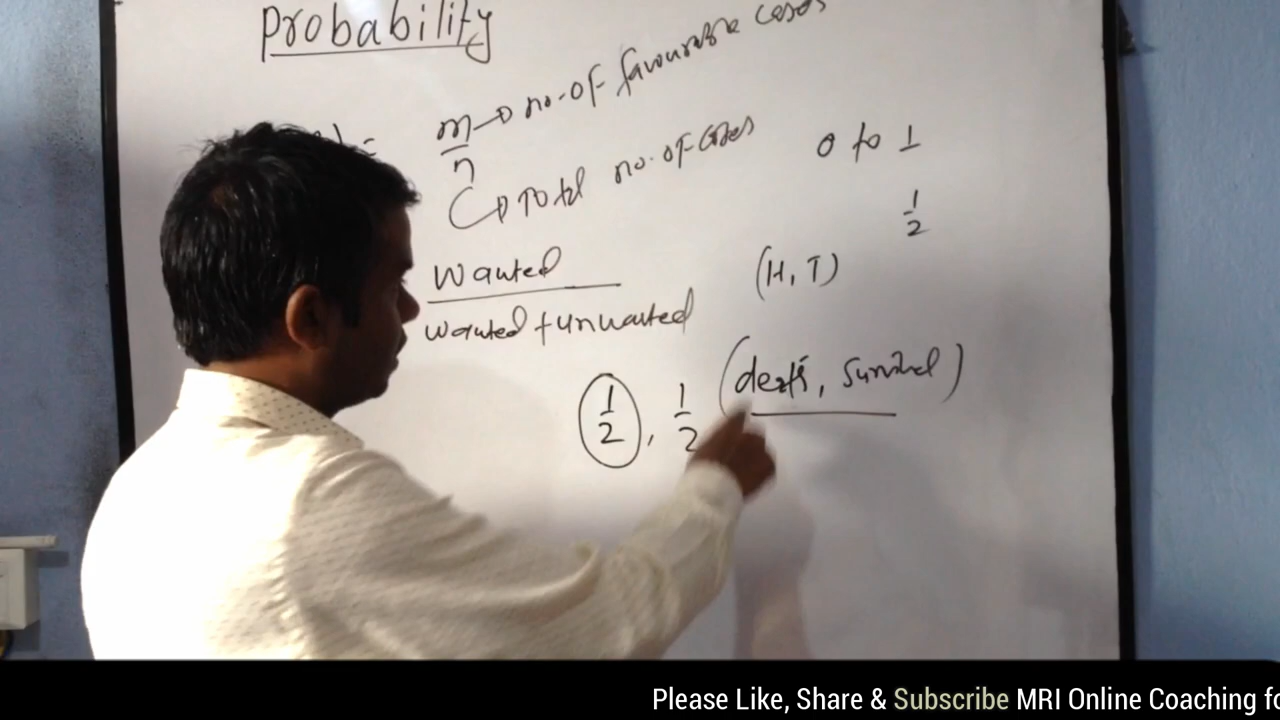 Probability
m → no. of favourable cases
n
→ Total no. of cases
0 to 1
1
2
Wanted
(H, T)
Wanted + unwanted
1/2, 1/2 (death, survival)
Please Like, Share & Subscribe MRI Online Coaching fo